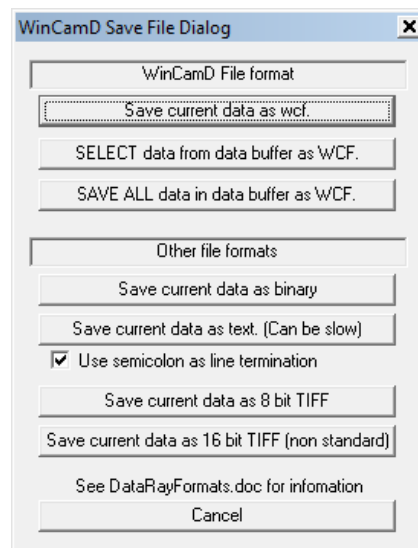 WinCamD Save File Dialog
WinCamD File format
Save current data as wcf.
SELECT data from data buffer as WCF.
SAVE ALL data in data buffer as WCF.
Other file formats
Save current data as binary
Save current data as text. (Can be slow)
Use semicolon as line termination
Save current data as 8 bit TIFF
Save current data as 16 bit TIFF (non standard)
See DataRayFormats.doc for infomation
Cancel